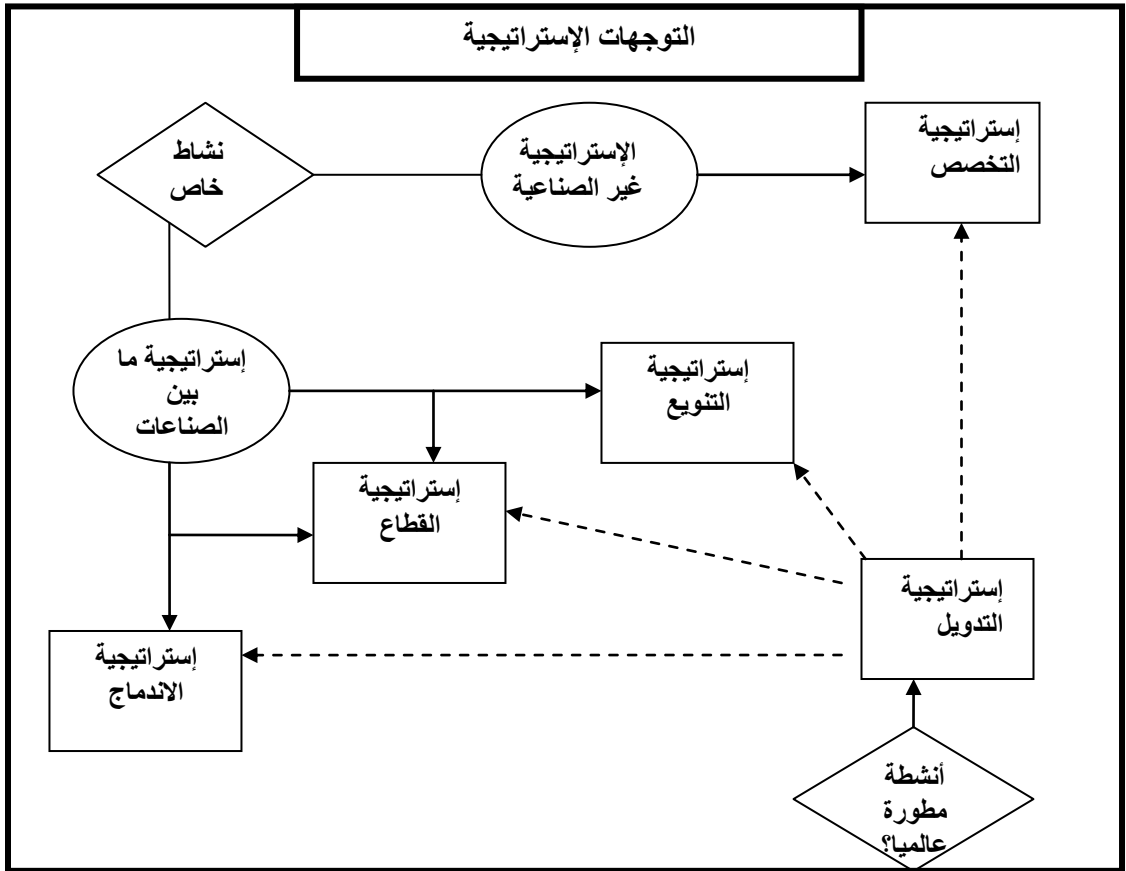 التوجهات الإستراتيجية
إستراتيجية
التخصص
الإستراتيجية
غير الصناعية
نشاط
خاص
إستراتيجية
التنويع
إستراتيجية ما
بين
الصناعات
إستراتيجية
القطاع
إستراتيجية
التدويل
إستراتيجية
الاندماج
أنشطة
مطورة
عالميا؟